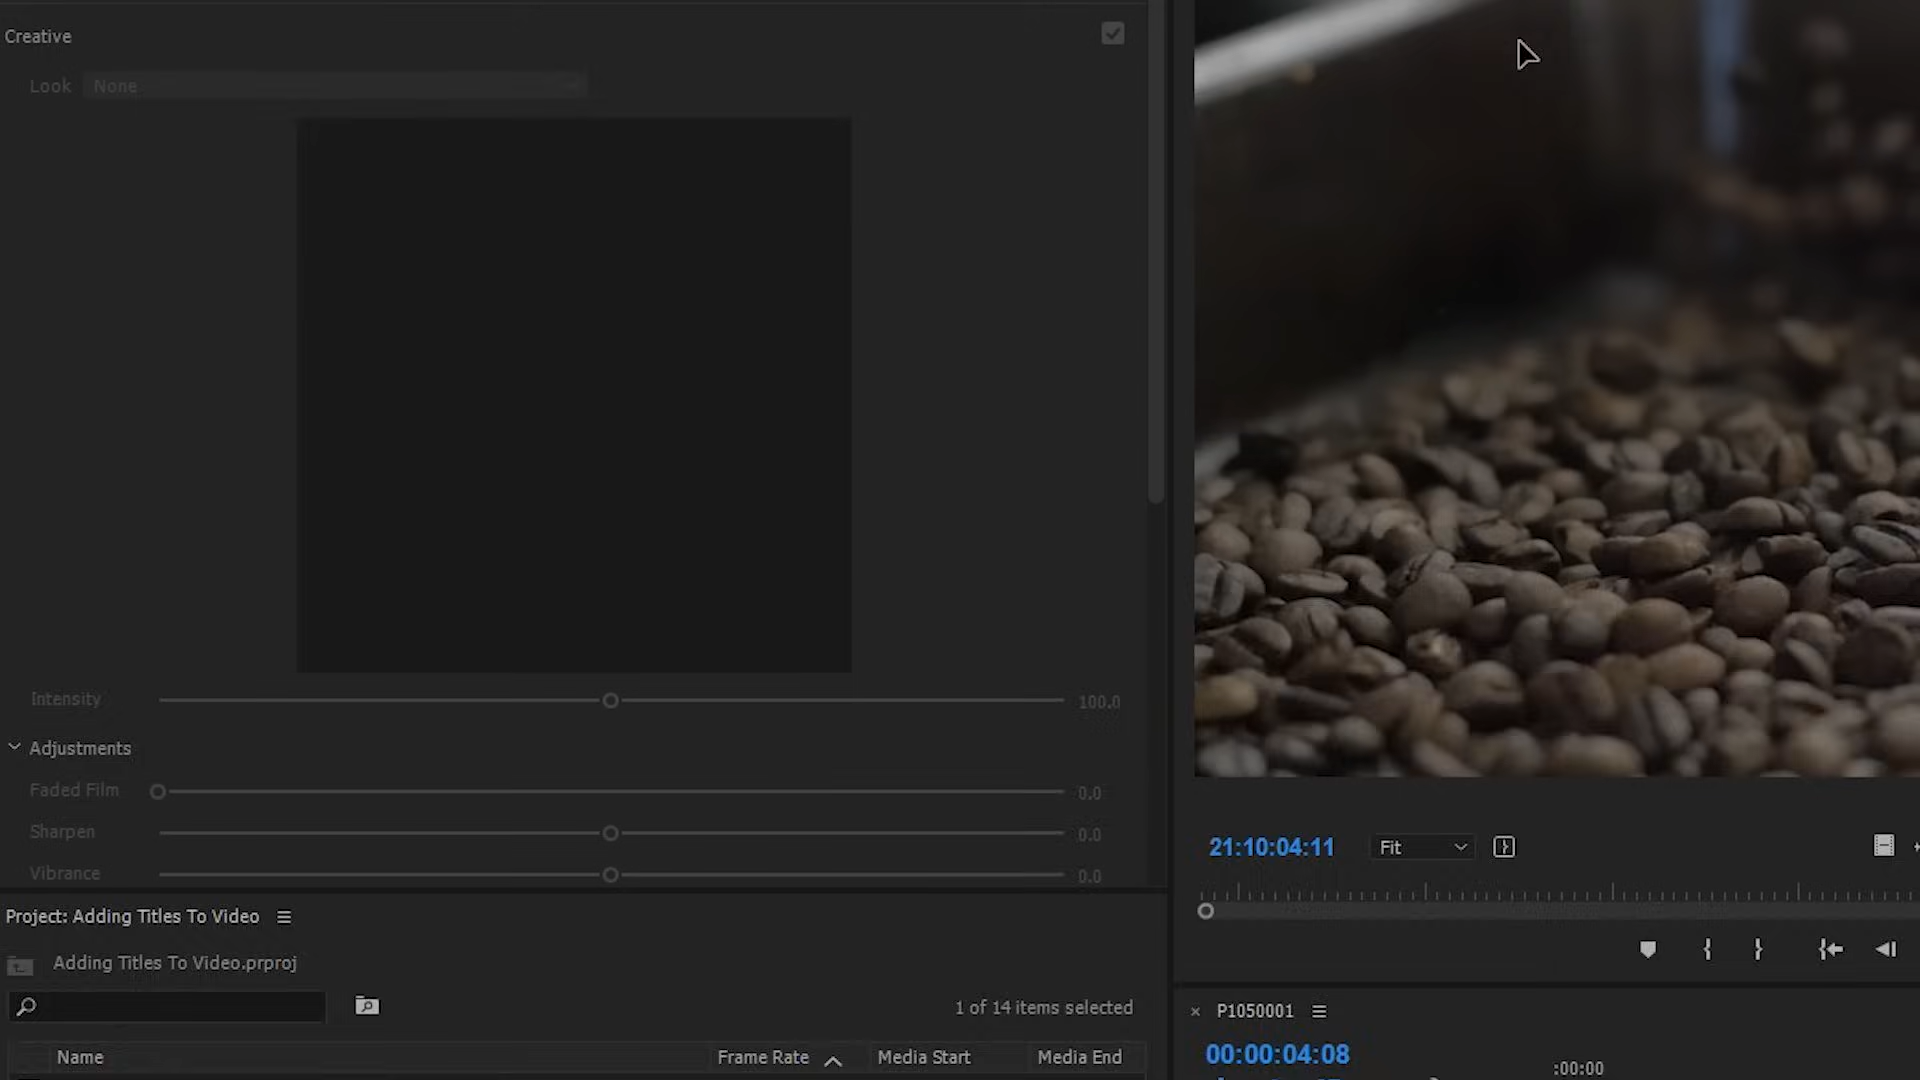 Creative
Look None
Intensity 100.0
Adjustments
Faded Film 0.0
Sharpen 0.0
Vibrance 0.0
Project: Adding Titles To Video
Adding Titles To Video.prproj
1 of 14 items selected
Name Frame Rate Media Start Media End
21:10:04:11 Fit
P1050001
00:00:04:08
:00:00